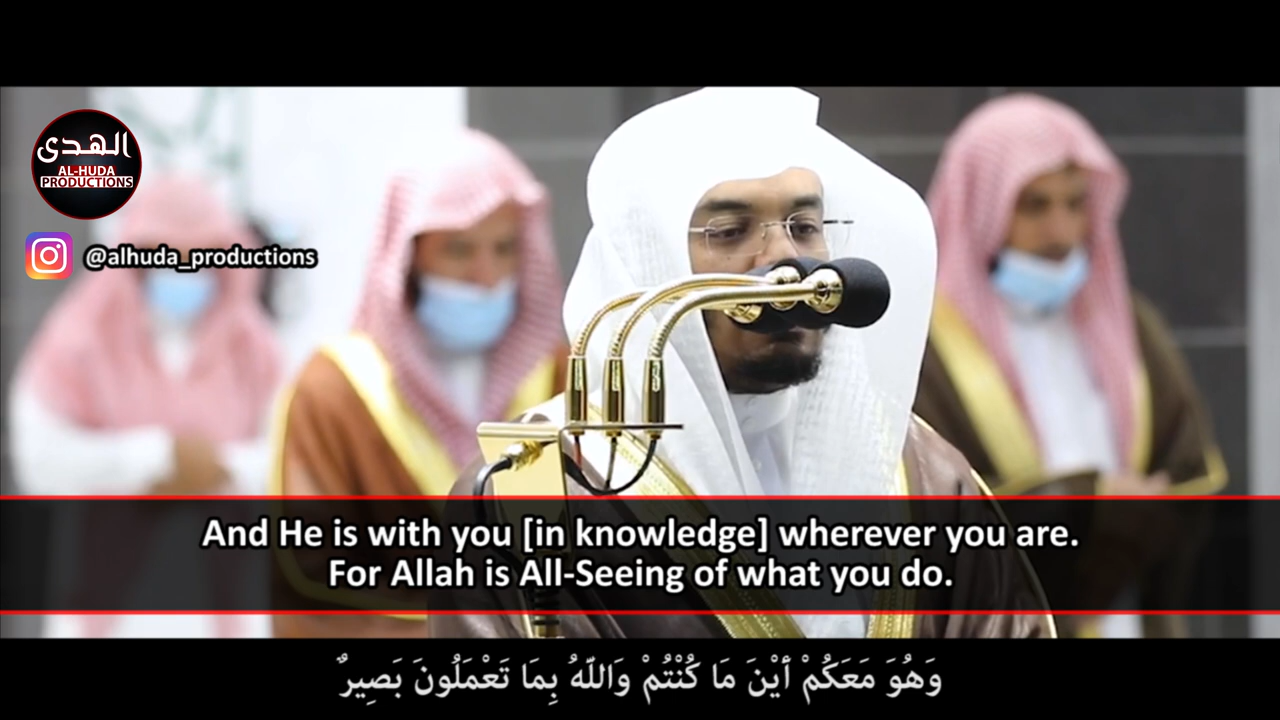 الهدى
AL-HUDA
PRODUCTIONS
@alhuda_productions
And He is with you [in knowledge] wherever you are.
For Allah is All-Seeing of what you do.
وَهُوَ مَعَكُمْ أَيْنَ مَا كُنْتُمْ وَاللّٰهُ بِمَا تَعْمَلُونَ بَصِيرٌ